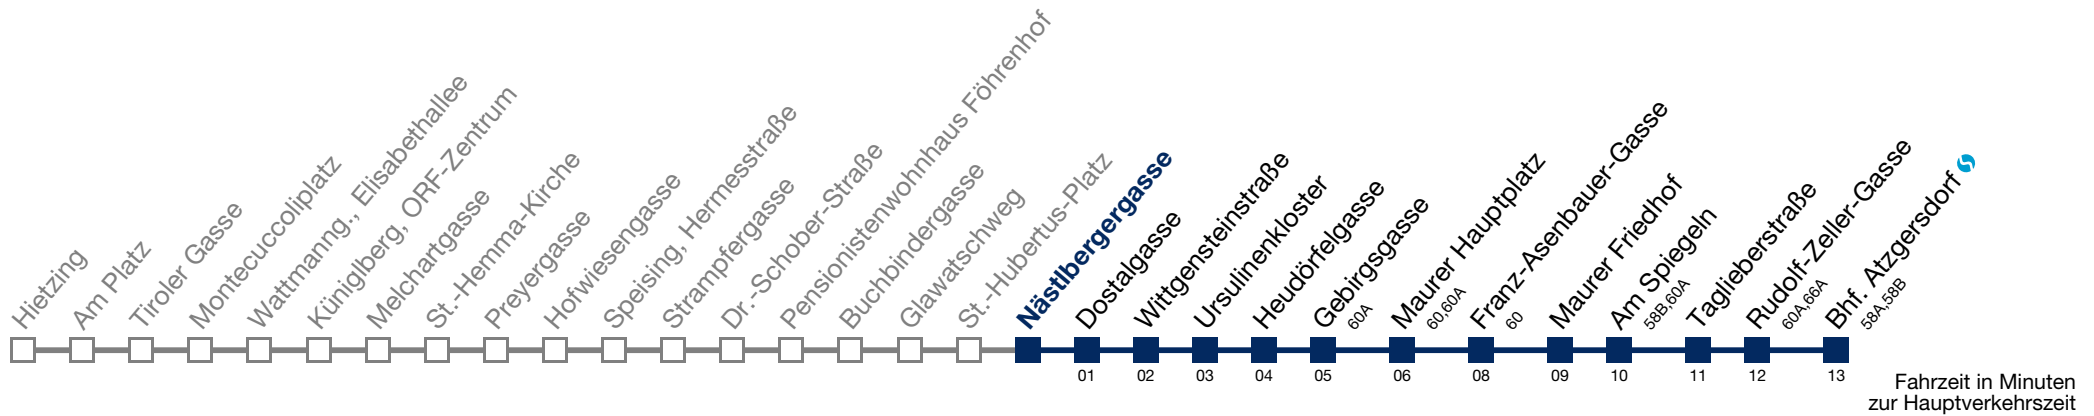 Hietzing
Am Platz
Tiroler Gasse
Montecuccoliplatz
Wattmanng., Elisabethallee
Küniglberg, ORF-Zentrum
Melchartgasse
St.-Hemma-Kirche
Preyergasse
Hofwiesengasse
Speising, Hermesstraße
Strampfergasse
Dr.-Schober-Straße
Pensionistenwohnhaus Föhrenhof
Buchbindergasse
Glawatschweg
St.-Hubertus-Platz
Nästlbergergasse
Dostalgasse
Wittgensteinstraße
Ursulinenkloster
Heudörfelgasse
Gebirgsgasse
60A
Maurer Hauptplatz
60,60A
Franz-Asenbauer-Gasse
60
Maurer Friedhof
Am Spiegeln
58B,60A
Taglieberstraße
Rudolf-Zeller-Gasse
60A,66A
Bhf. Atzgersdorf
58A,58B
01 02 03 04 05 06 08 09 10 11 12 13
Fahrzeit in Minuten
zur Hauptverkehrszeit